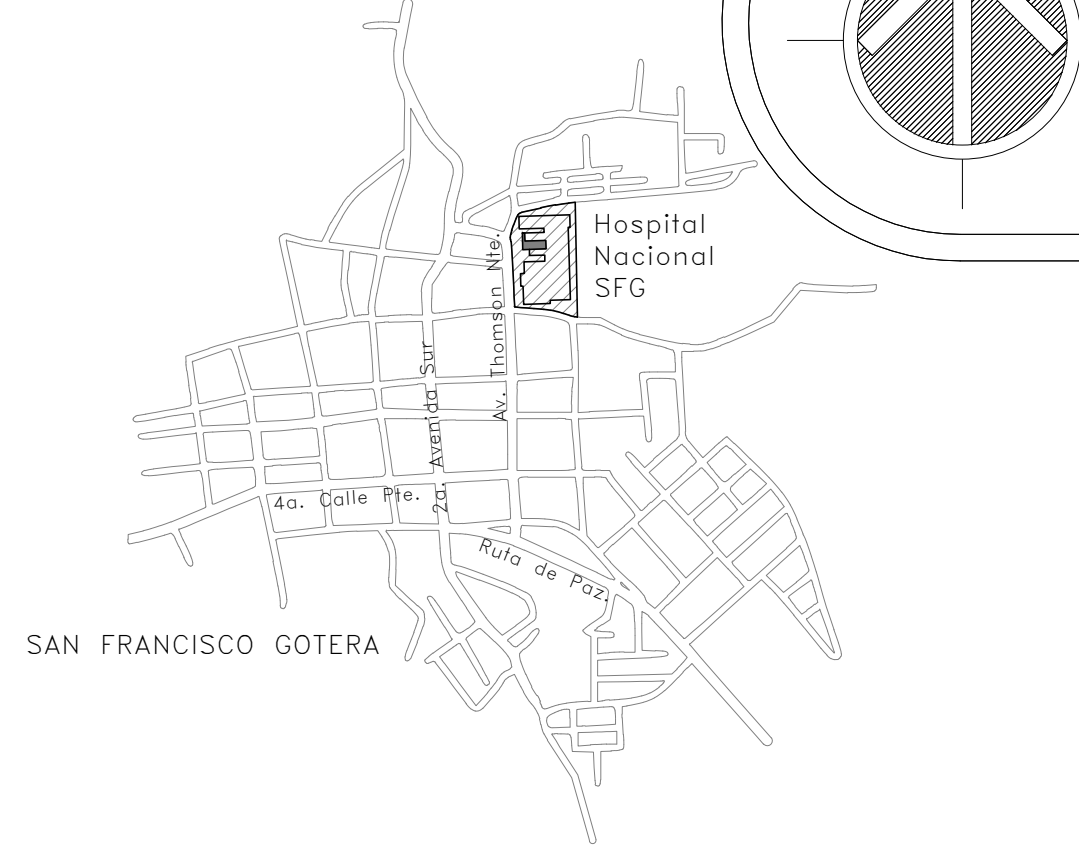 Hospital
Nacional
SFG
Av. Thomson Nte.
2a. Avenida Sur
4a. Calle Pte.
Ruta de Paz.
SAN FRANCISCO GOTERA